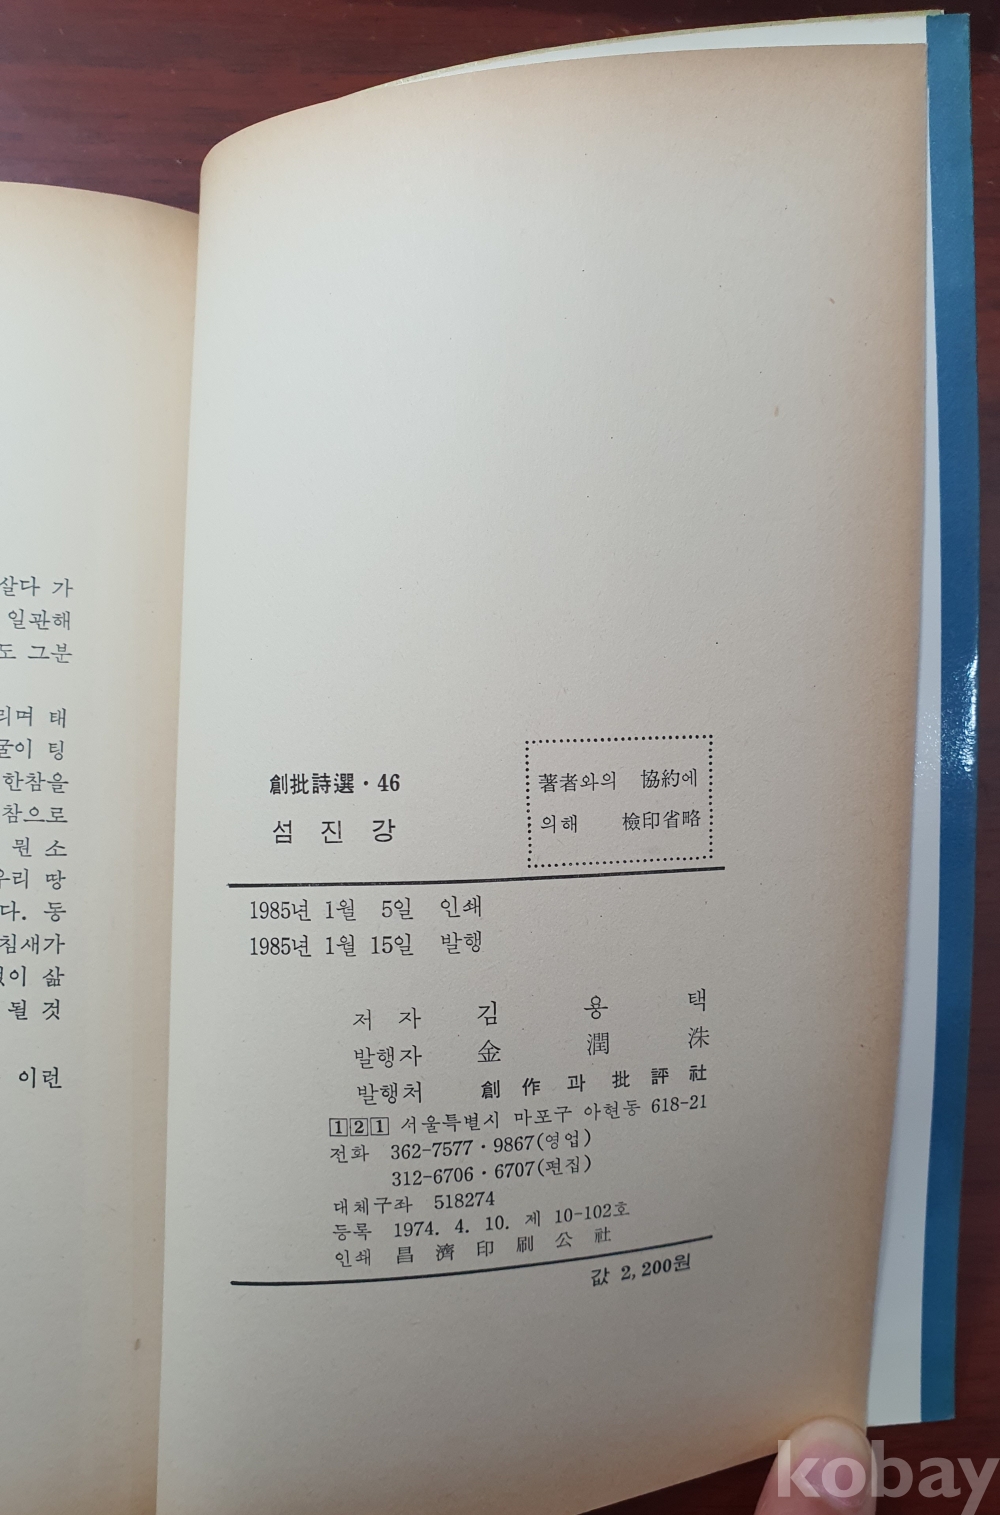 살다 가
일관해
도 그분
리며 태
굴이 팅
한참을
참으로
뭔 소
우리 땅
다. 동
침새가
없이 삶
될 것
이런
創批詩選·46
섬 진 강
著者와의 協約에
의해 檢印省略
1985년 1월 5일 인쇄
1985년 1월 15일 발행
저 자 김 용 택
발행자 金 潤 洙
발행처 創 作 과 批 評 社
121 서울특별시 마포구 아현동 618-21
전화 362-7577·9867(영업)
312-6706·6707(편집)
대체구좌 518274
등록 1974. 4. 10. 제 10-102호
인쇄 昌 濟 印 刷 公 社
값 2,200원
kobay